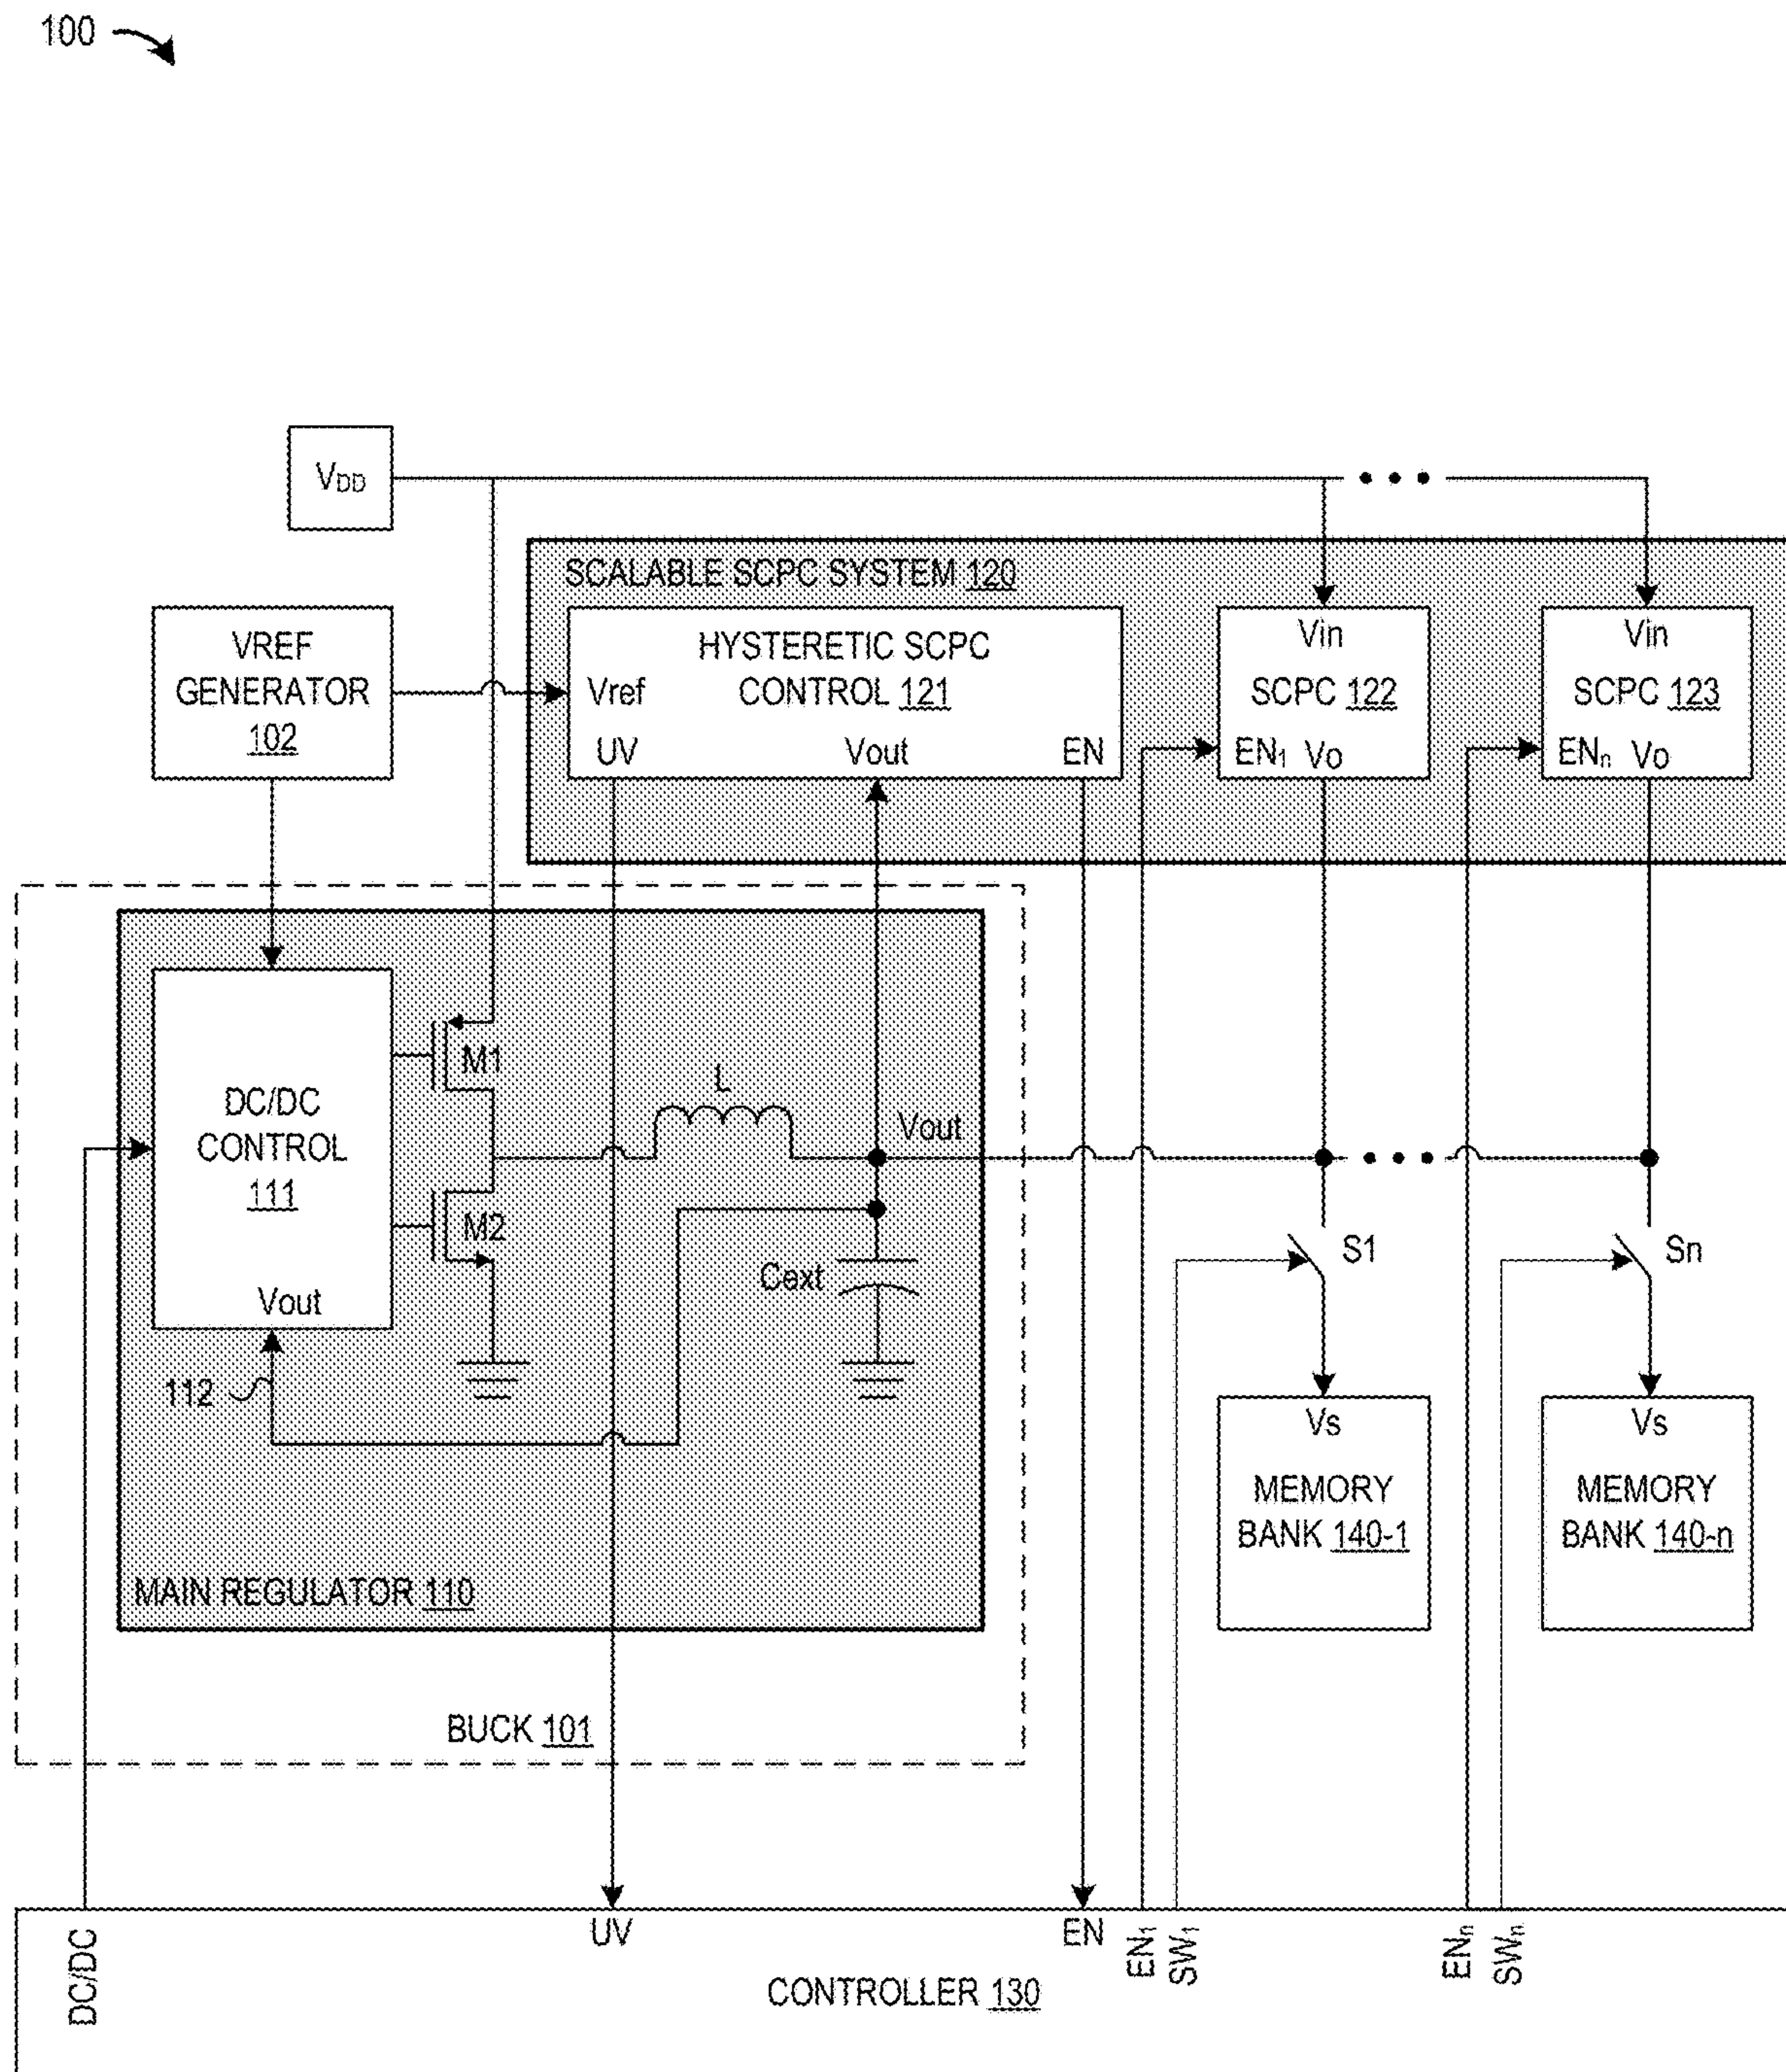 100
VDD
SCALABLE SCPC SYSTEM 120
VREF
GENERATOR
102
HYSTERETIC SCPC
CONTROL 121
Vref
UV
Vout
EN
Vin
SCPC 122
EN1 Vo
Vin
SCPC 123
ENn Vo
DC/DC
CONTROL
111
Vout
M1
M2
L
Vout
Cext
112
S1
Sn
Vs
MEMORY
BANK 140-1
Vs
MEMORY
BANK 140-n
MAIN REGULATOR 110
BUCK 101
DC/DC
UV
EN
EN1
SW1
ENn
SWn
CONTROLLER 130